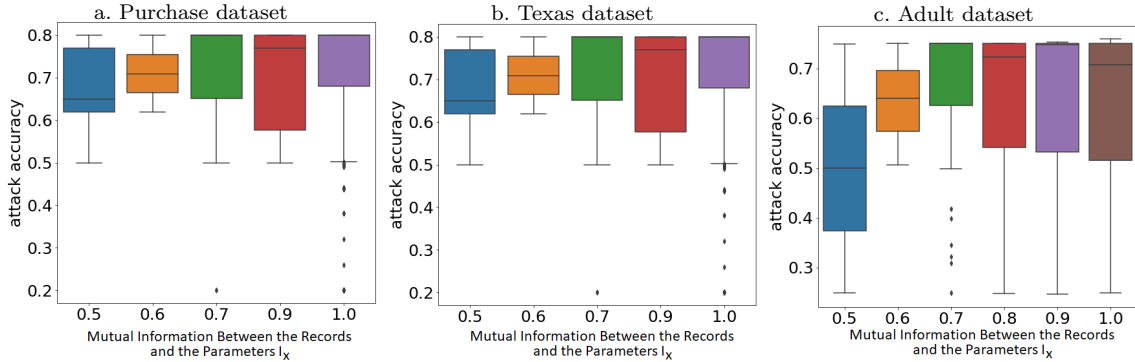 a. Purchase dataset
attack accuracy
0.8
0.7
0.6
0.5
0.4
0.3
0.2
0.5 0.6 0.7 0.9 1.0
Mutual Information Between the Records
and the Parameters Iₓ
b. Texas dataset
attack accuracy
0.8
0.7
0.6
0.5
0.4
0.3
0.2
0.5 0.6 0.7 0.9 1.0
Mutual Information Between the Records
and the Parameters Iₓ
c. Adult dataset
attack accuracy
0.7
0.6
0.5
0.4
0.3
0.5 0.6 0.7 0.8 0.9 1.0
Mutual Information Between the Records
and the Parameters Iₓ